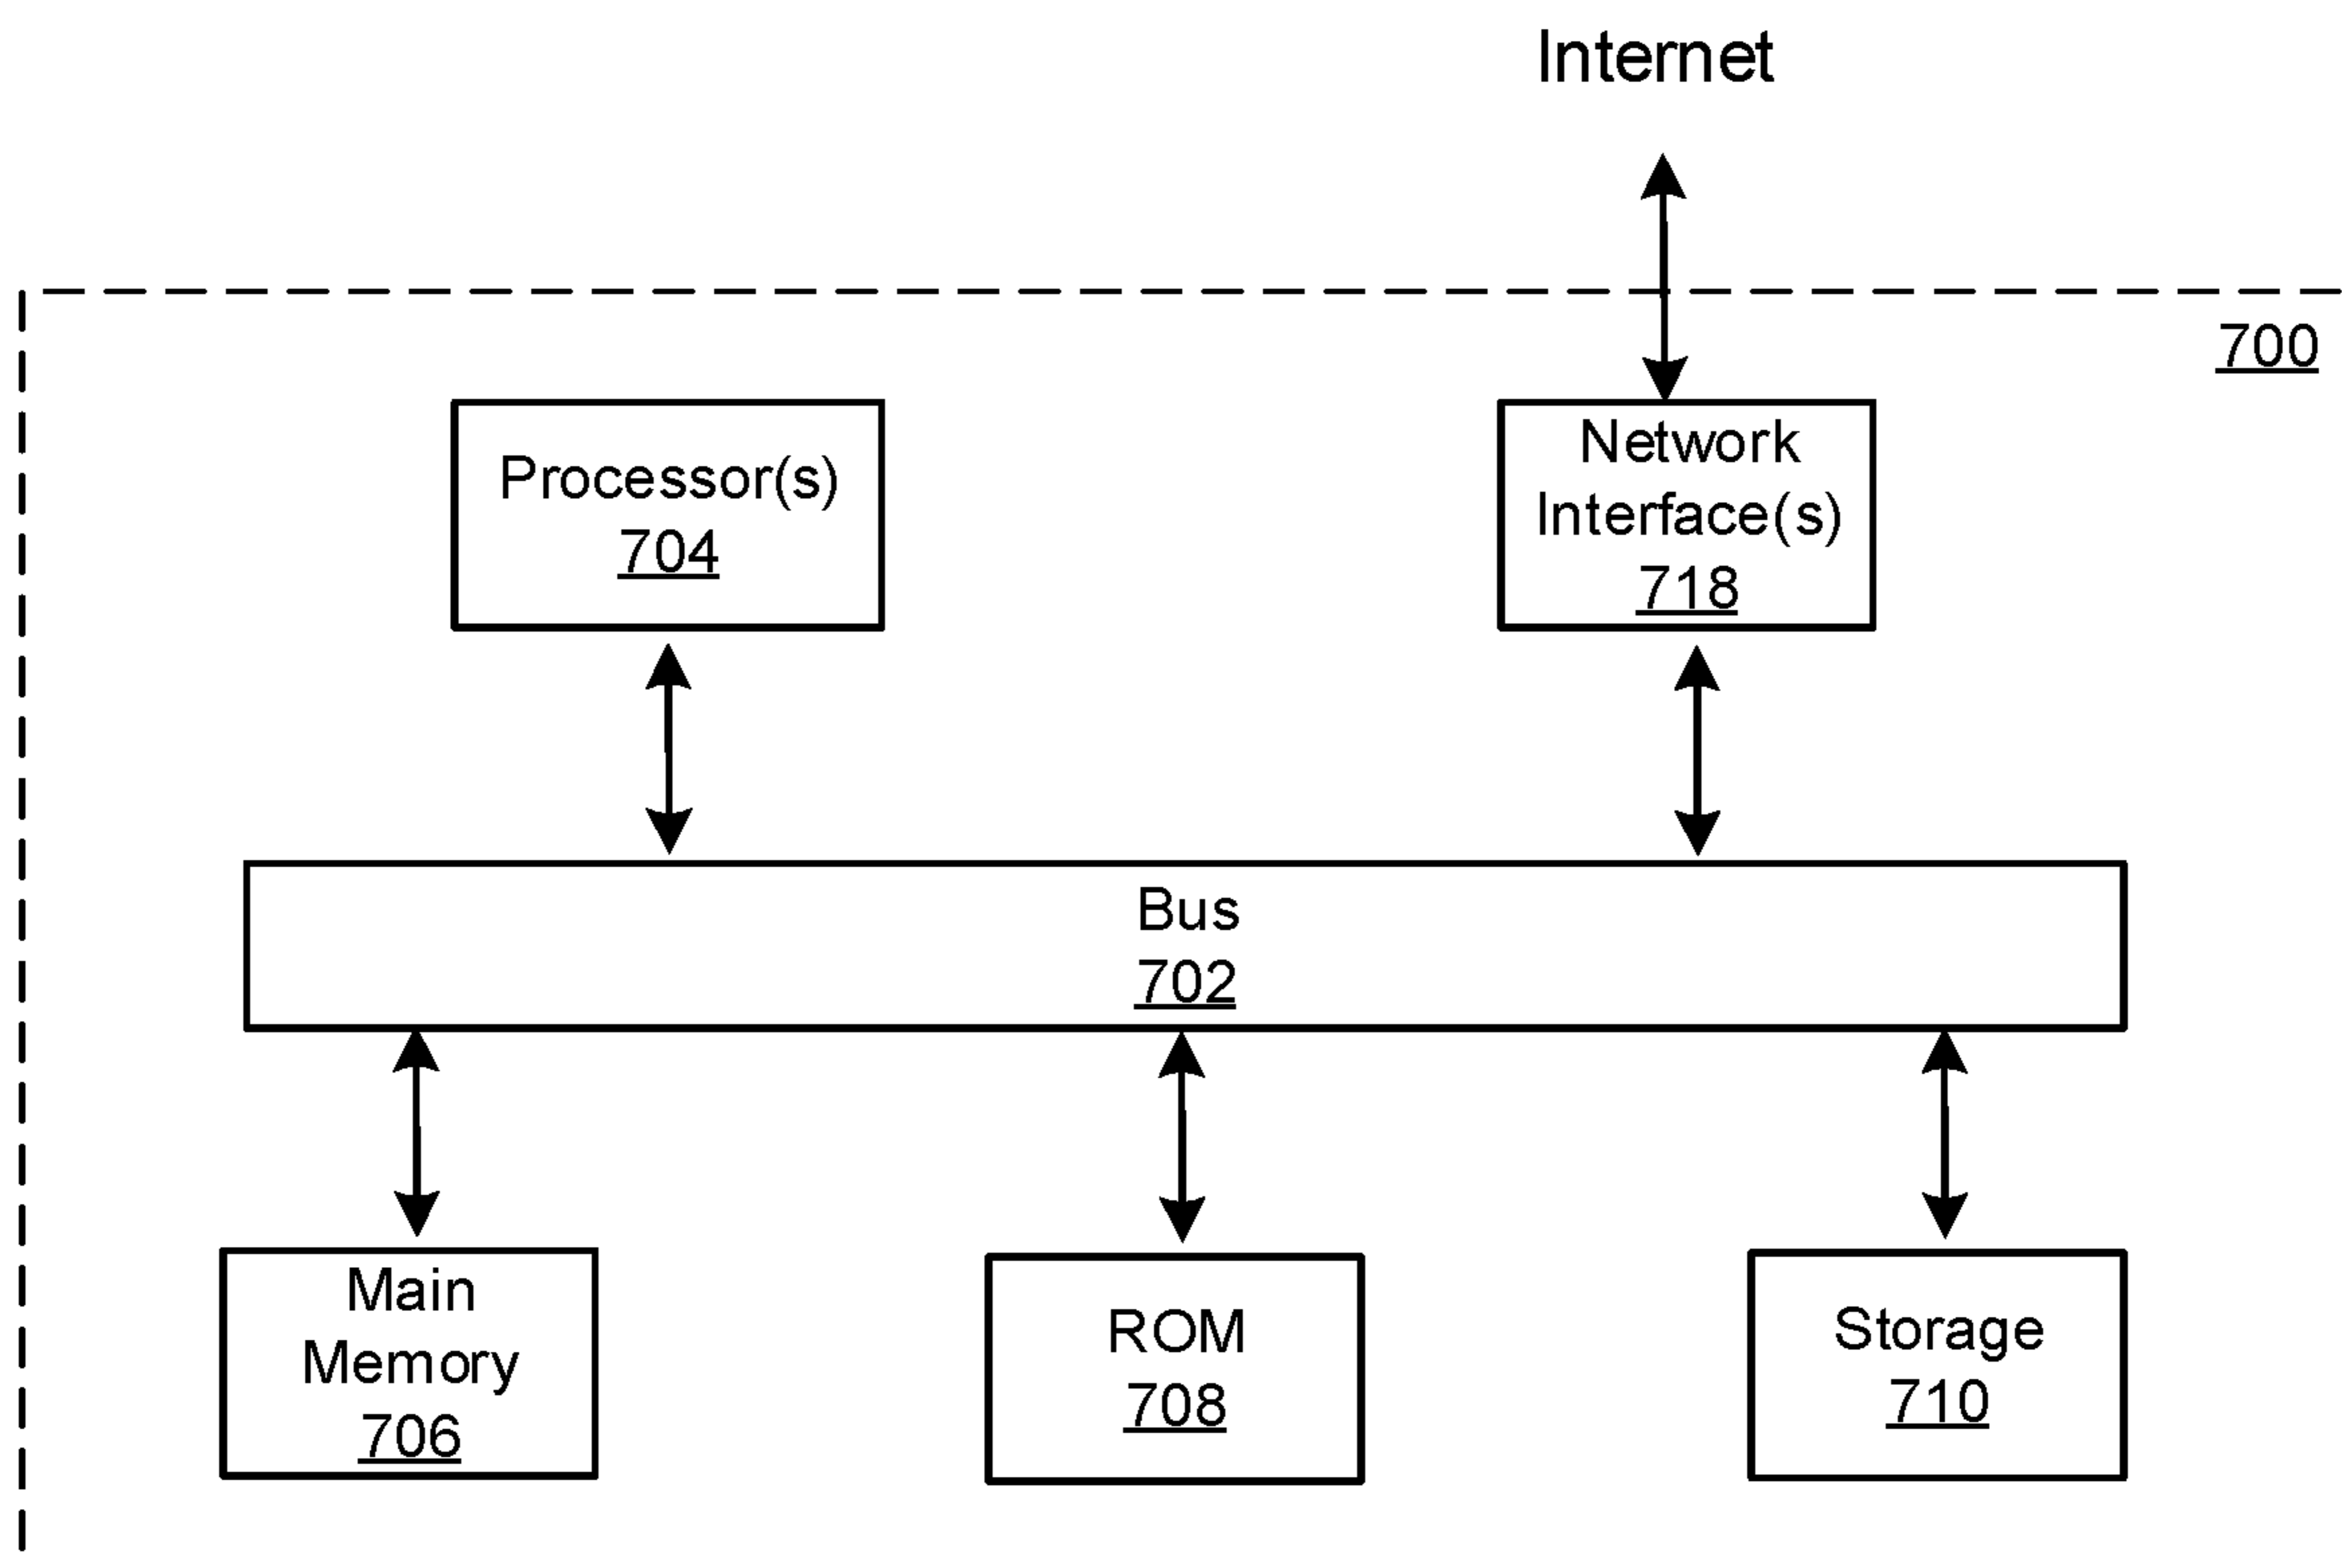 Internet
700
Processor(s)
704
Network
Interface(s)
718
Bus
702
Main
Memory
706
ROM
708
Storage
710